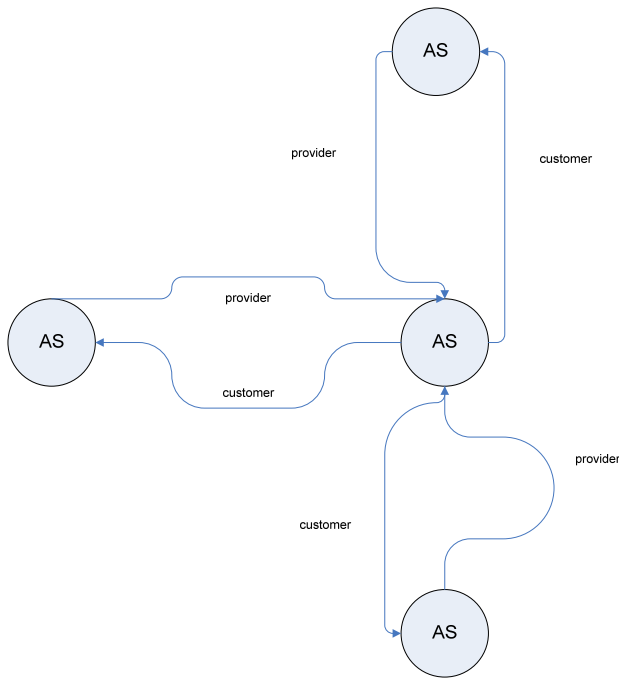 AS
provider
customer
provider
AS
AS
customer
provider
customer
AS